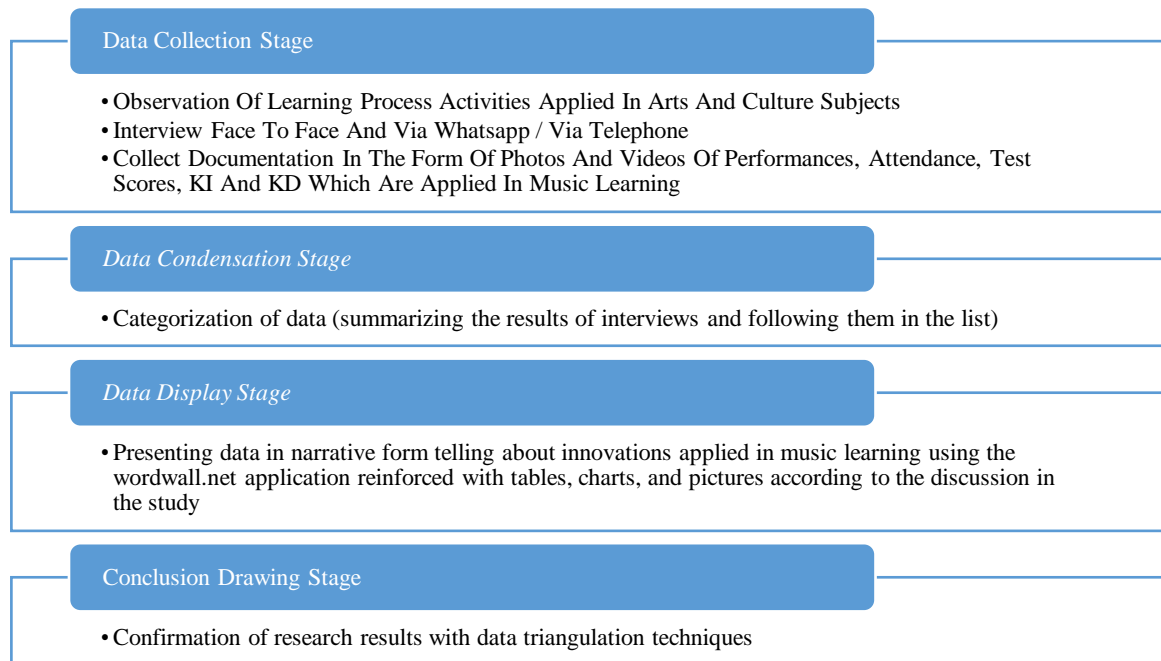 Data Collection Stage
• Observation Of Learning Process Activities Applied In Arts And Culture Subjects
• Interview Face To Face And Via Whatsapp / Via Telephone
• Collect Documentation In The Form Of Photos And Videos Of Performances, Attendance, Test
Scores, KI And KD Which Are Applied In Music Learning
Data Condensation Stage
• Categorization of data (summarizing the results of interviews and following them in the list)
Data Display Stage
• Presenting data in narrative form telling about innovations applied in music learning using the
wordwall.net application reinforced with tables, charts, and pictures according to the discussion in
the study
Conclusion Drawing Stage
• Confirmation of research results with data triangulation techniques